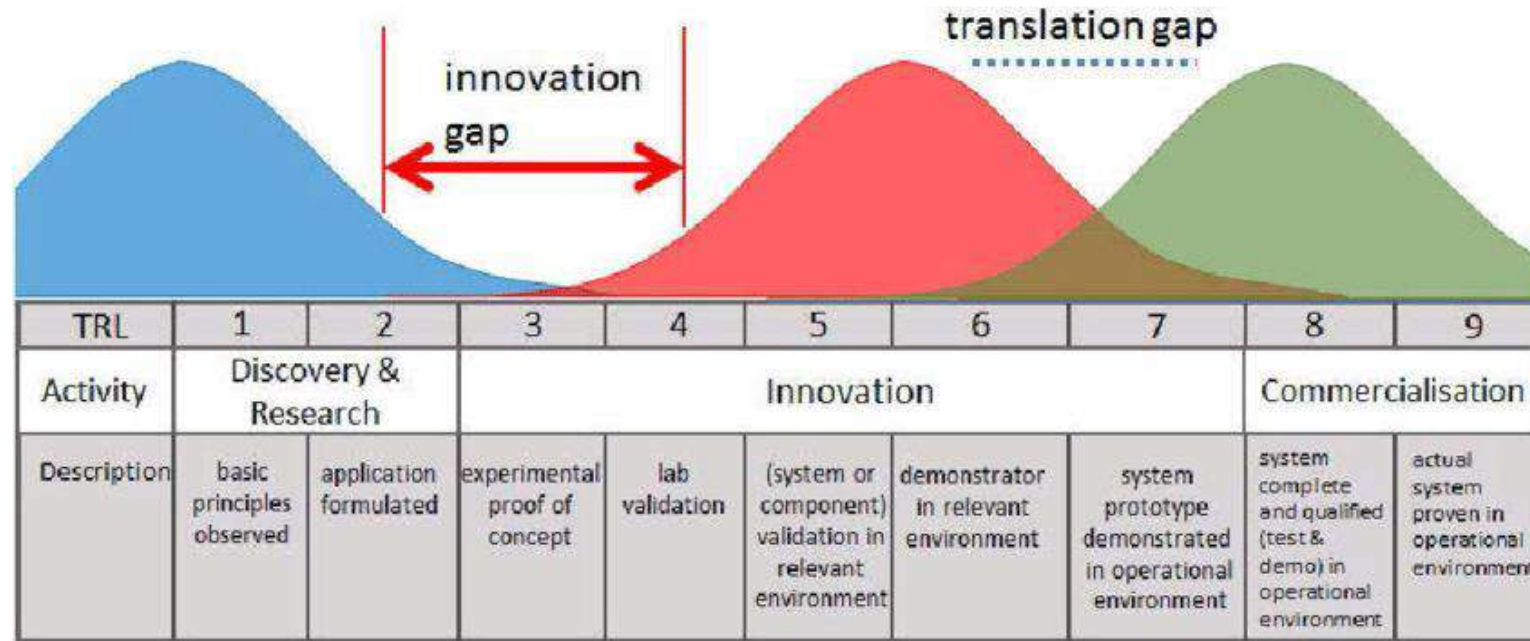 translation gap
innovation
gap
TRL 1 2 3 4 5 6 7 8 9
Activity
Discovery &
Research
Innovation
Commercialisation
Description
basic
principles
observed
application
formulated
experimental
proof of
concept
lab
validation
(system or
component)
validation in
relevant
environment
demonstrator
in relevant
environment
system
prototype
demonstrated
in operational
environment
system
complete
and qualified
(test &
demo) in
operational
environment
actual
system
proven in
operational
environment